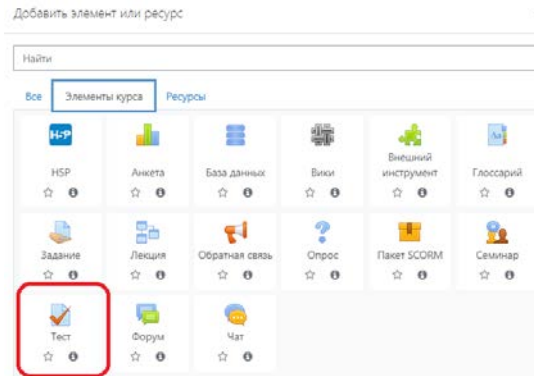 Добавить элемент или ресурс
Найти
Все Элементы курса Ресурсы
H-P
H5P Анкета База данных Вики Внешний инструмент Глоссарий
Задание Лекция Обратная связь Опрос Пакет SCORM Семинар
Тест Форум Чат